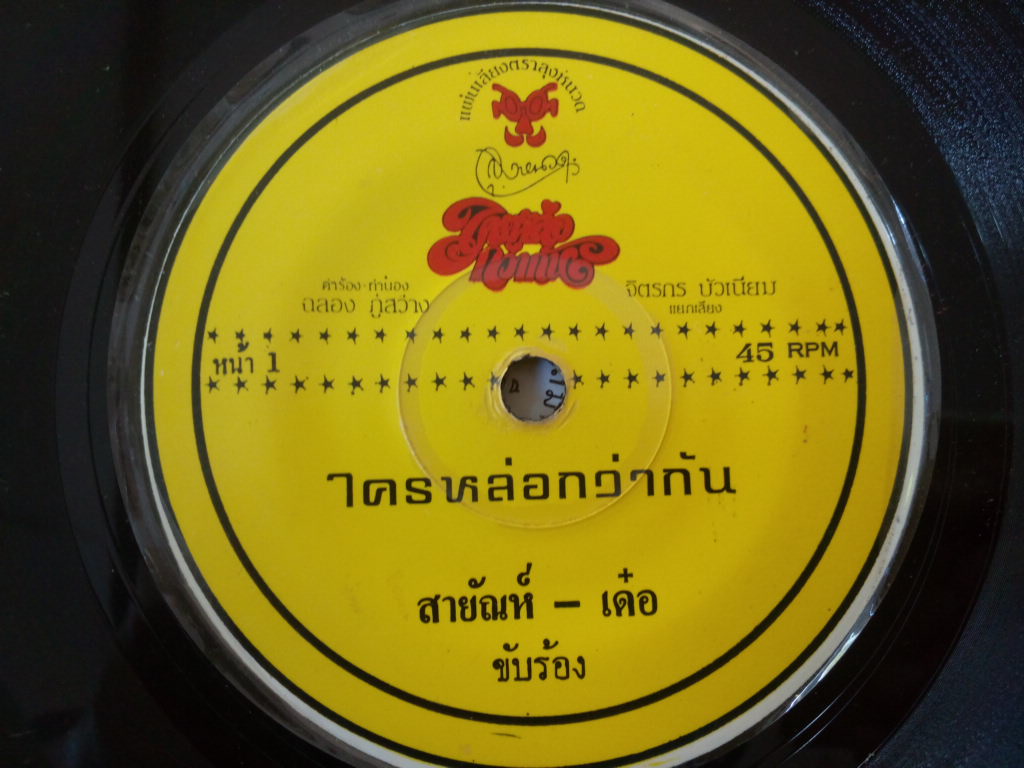 แผ่นเสียงตราลุงหนวด
คำร้อง-ทำนอง
ฉลอง ภู่สว่าง
จิตรกร บัวเนียม
แยกเสียง
หน้า 1
45 RPM
ใครหล่อกว่ากัน
สายัณห์ – เด๋อ
ขับร้อง